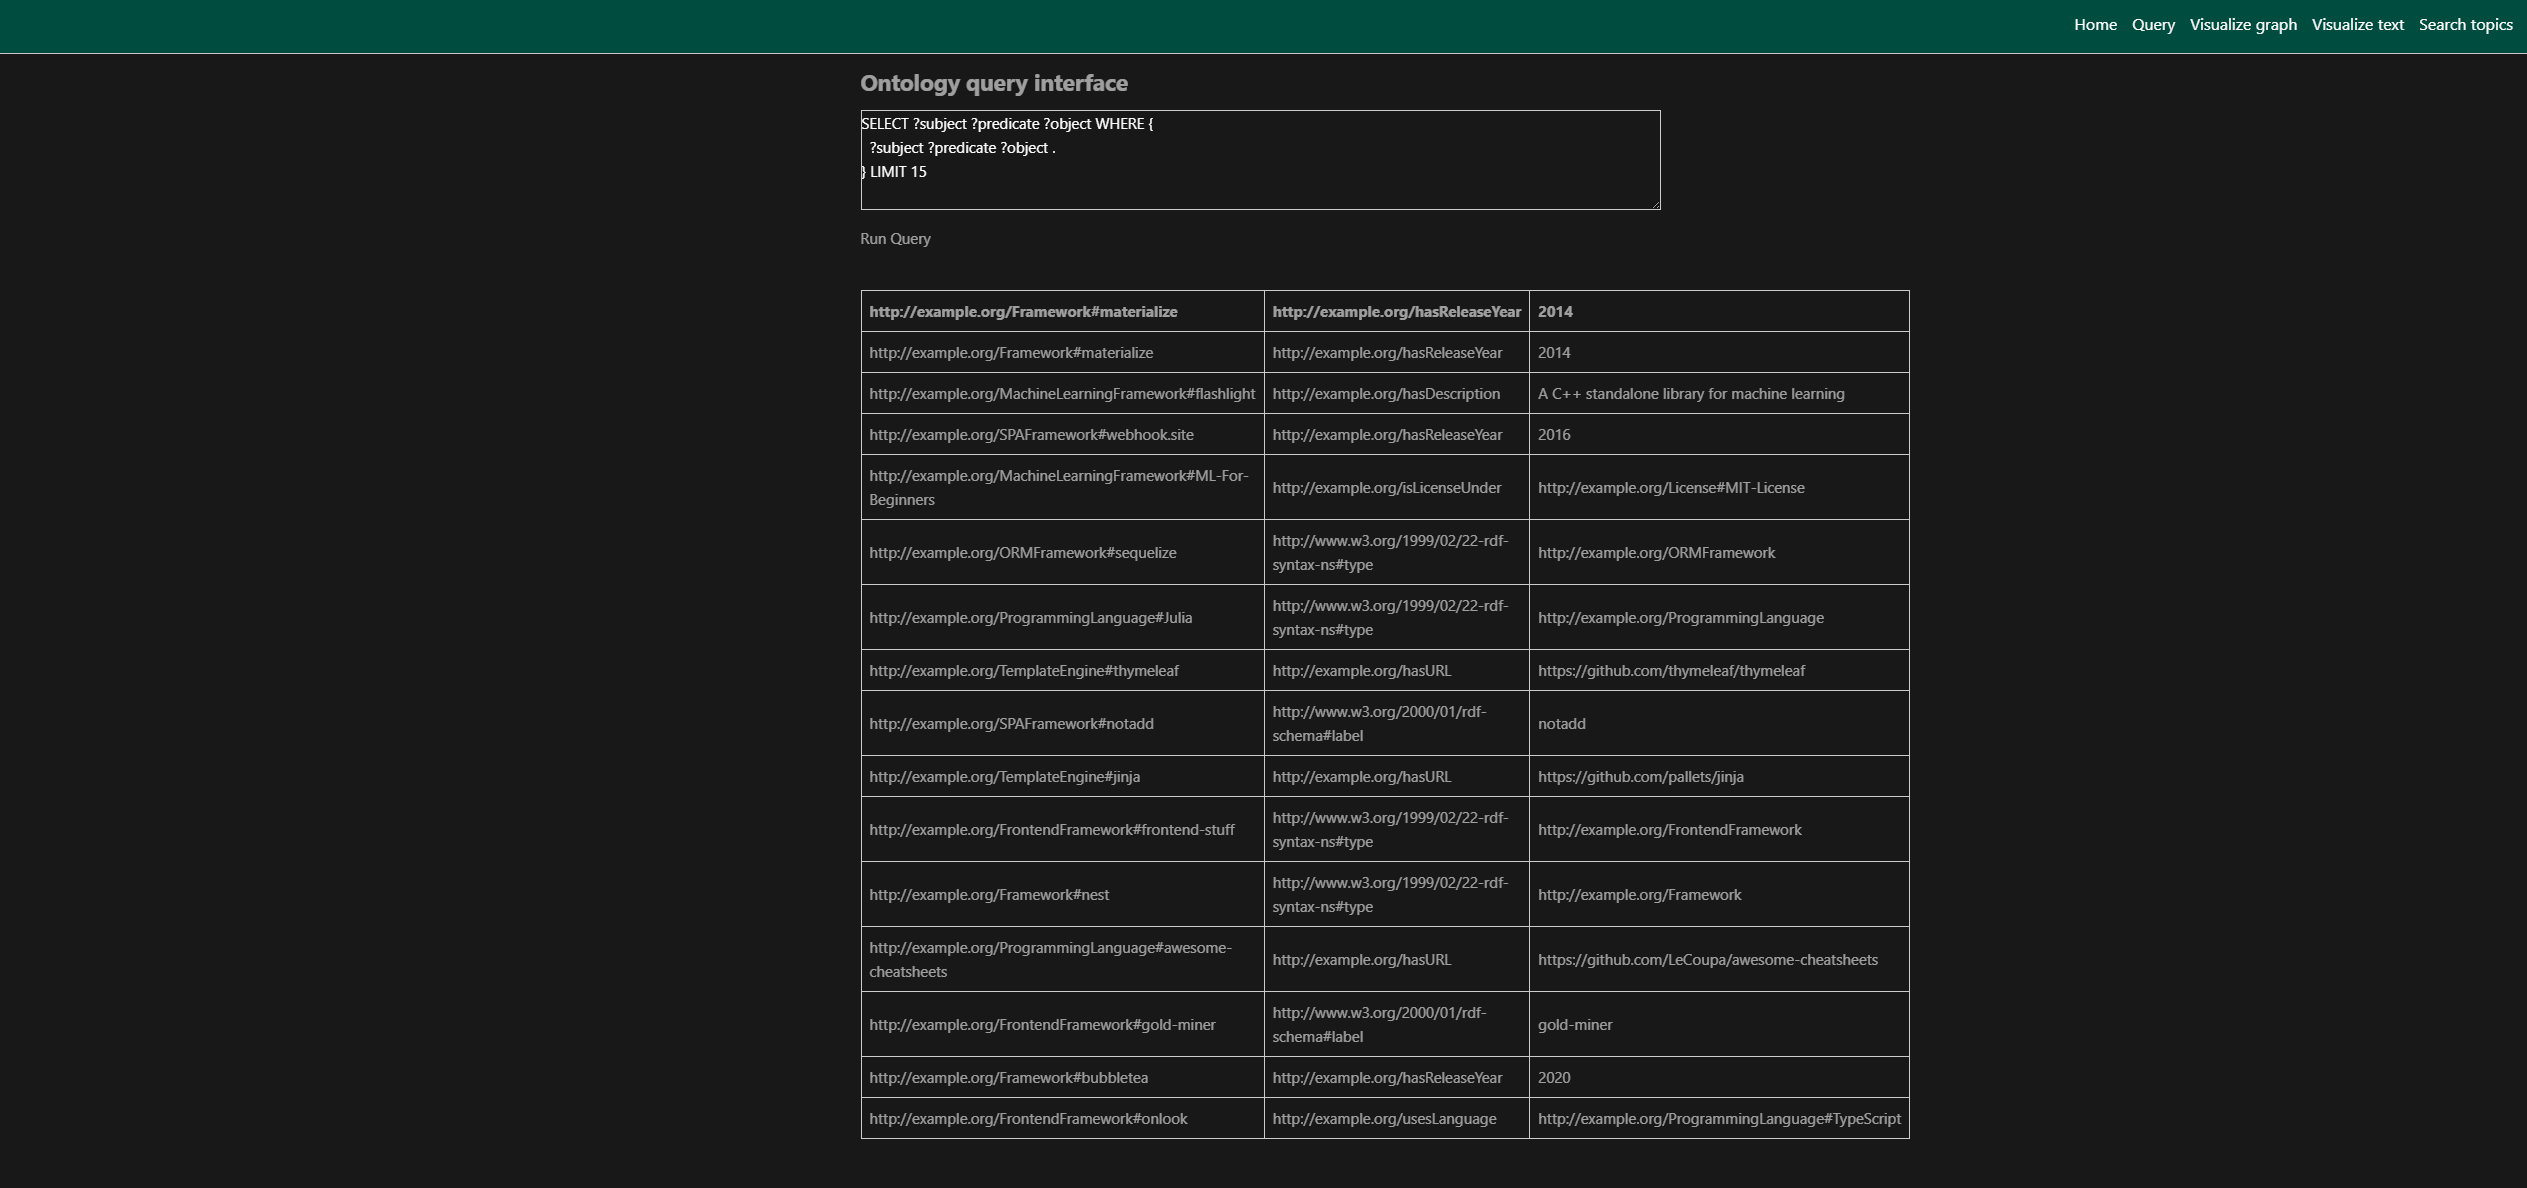 Home Query Visualize graph Visualize text Search topics
Ontology query interface
SELECT ?subject ?predicate ?object WHERE {
?subject ?predicate ?object .
} LIMIT 15
Run Query
http://example.org/Framework#materialize http://example.org/hasReleaseYear 2014
http://example.org/Framework#materialize http://example.org/hasReleaseYear 2014
http://example.org/MachineLearningFramework#flashlight http://example.org/hasDescription A C++ standalone library for machine learning
http://example.org/SPAFramework#webhook.site http://example.org/hasReleaseYear 2016
http://example.org/MachineLearningFramework#ML-For-
Beginners http://example.org/isLicenseUnder http://example.org/License#MIT-License
http://example.org/ORMFramework#sequelize http://www.w3.org/1999/02/22-rdf-
syntax-ns#type http://example.org/ORMFramework
http://example.org/ProgrammingLanguage#Julia http://www.w3.org/1999/02/22-rdf-
syntax-ns#type http://example.org/ProgrammingLanguage
http://example.org/TemplateEngine#thymeleaf http://example.org/hasURL https://github.com/thymeleaf/thymeleaf
http://example.org/SPAFramework#notadd http://www.w3.org/2000/01/rdf-
schema#label notadd
http://example.org/TemplateEngine#jinja http://example.org/hasURL https://github.com/pallets/jinja
http://example.org/FrontendFramework#frontend-stuff http://www.w3.org/1999/02/22-rdf-
syntax-ns#type http://example.org/FrontendFramework
http://example.org/Framework#nest http://www.w3.org/1999/02/22-rdf-
syntax-ns#type http://example.org/Framework
http://example.org/ProgrammingLanguage#awesome-
cheatsheets http://example.org/hasURL https://github.com/LeCoupa/awesome-cheatsheets
http://example.org/FrontendFramework#gold-miner http://www.w3.org/2000/01/rdf-
schema#label gold-miner
http://example.org/Framework#bubbletea http://example.org/hasReleaseYear 2020
http://example.org/FrontendFramework#onlook http://example.org/usesLanguage http://example.org/ProgrammingLanguage#TypeScript